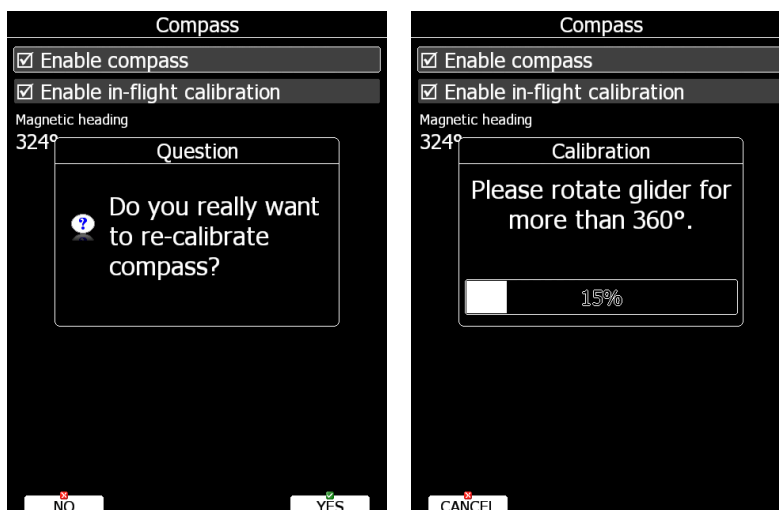 Compass
Enable compass
Enable in-flight calibration
Magnetic heading
324°
Question
?
Do you really want
to re-calibrate
compass?
NO
YES
Compass
Enable compass
Enable in-flight calibration
Magnetic heading
324°
Calibration
Please rotate glider for
more than 360°.
15%
CANCEL